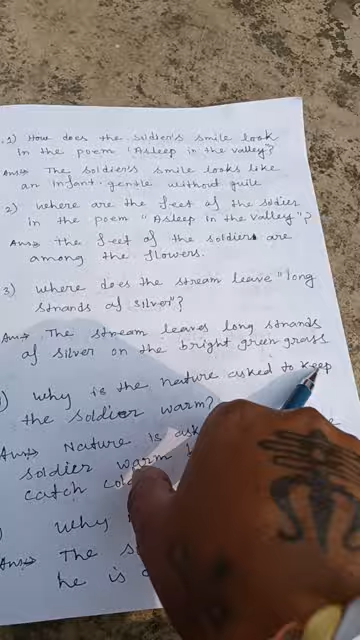 1) How does the soldier's smile look
in the poem "Asleep in the valley?
Ans→ The soldier's smile looks like
an infant-gentle without guile
2) where are the feet of the soldier
in the poem "Asleep in the valley"?
Ans→ the feet of the soldier are
among the flowers.
3) where does the stream leave "long
strands of silver"?
Ans→ The stream leaves long strands
of silver on the bright green grass
) Why is the nature asked to keep
the soldier warm?
Ans→ Nature is
soldier warm
catch
) Why
Ans→ The
he is